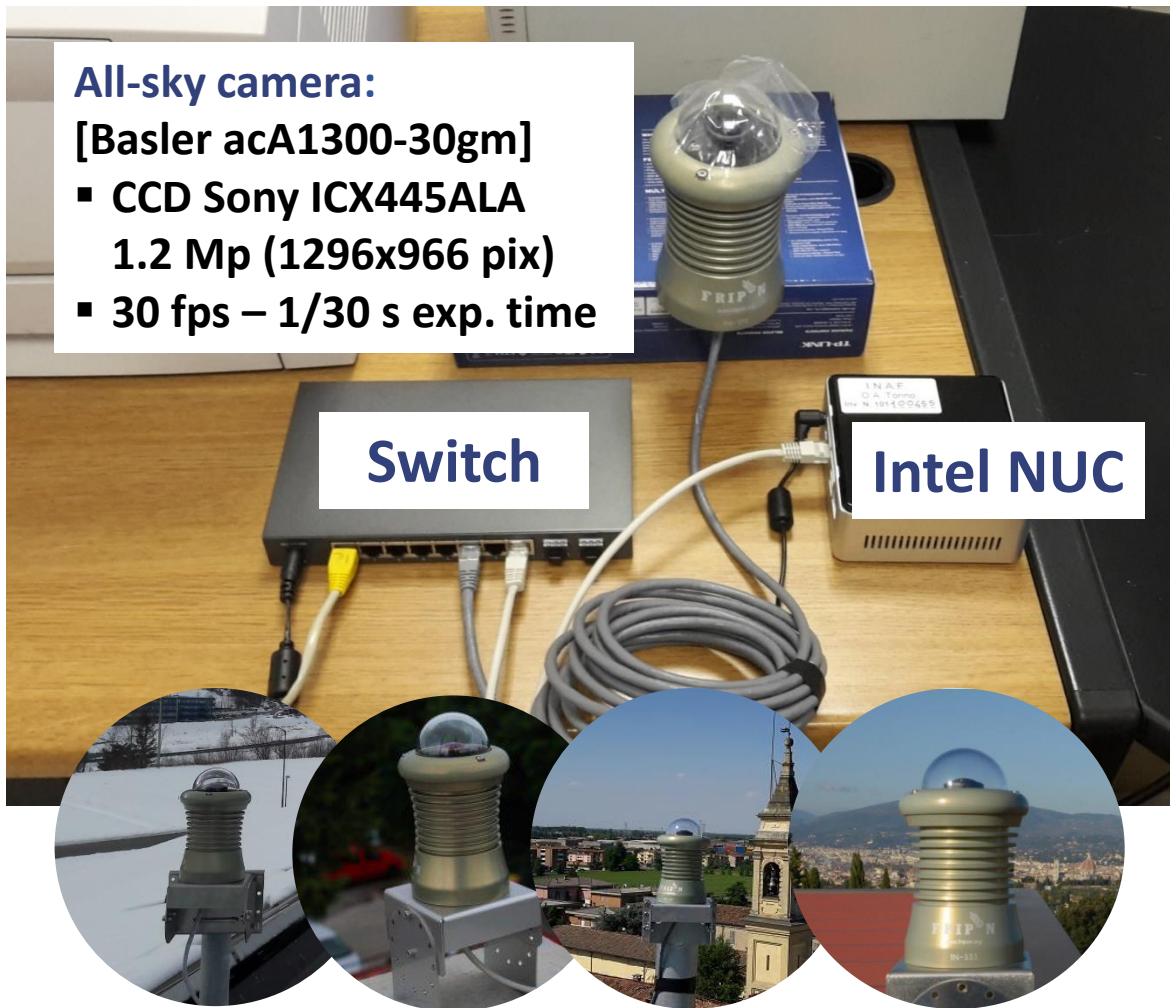 All-sky camera:
[Basler acA1300-30gm]
▪ CCD Sony ICX445ALA
1.2 Mp (1296x966 pix)
▪ 30 fps – 1/30 s exp. time
FRIPON
TP-LINK
INAF
O.A. Torino
Switch
Intel NUC
FRIPON
FRIPON